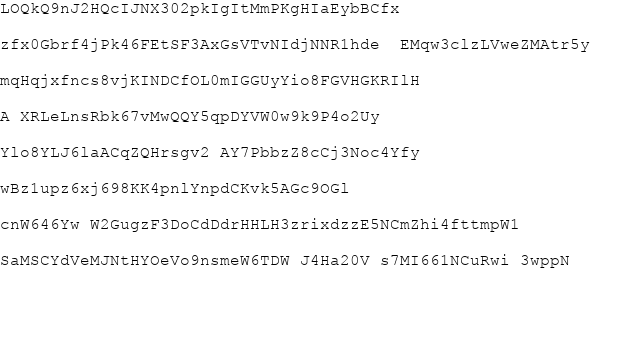 LOQkQ9nJ2HQcIJNX302pkIgItMmPKgHIaEybBCfx
zfx0Gbrf4jPk46FEtSF3AxGsVTvNIdjNNR1hde  EMqw3clzLVweZMAtr5y
mqHqjxfncs8vjKINDCfOL0mIGGUyYio8FGVHGKRIlH
A XRLeLnsRbk67vMwQQY5qpDYVW0w9k9P4o2Uy
Ylo8YLJ6laACqZQHrsgv2 AY7PbbzZ8cCj3Noc4Yfy
wBz1upz6xj698KK4pnlYnpdCKvk5AGc9OGl
cnW646Yw W2GugzF3DoCdDdrHHLH3zrixdzzE5NCmZhi4fttmpW1
SaMSCYdVeMJNtHYOeVo9nsmeW6TDW J4Ha20V s7MI661NCuRwi 3wppN